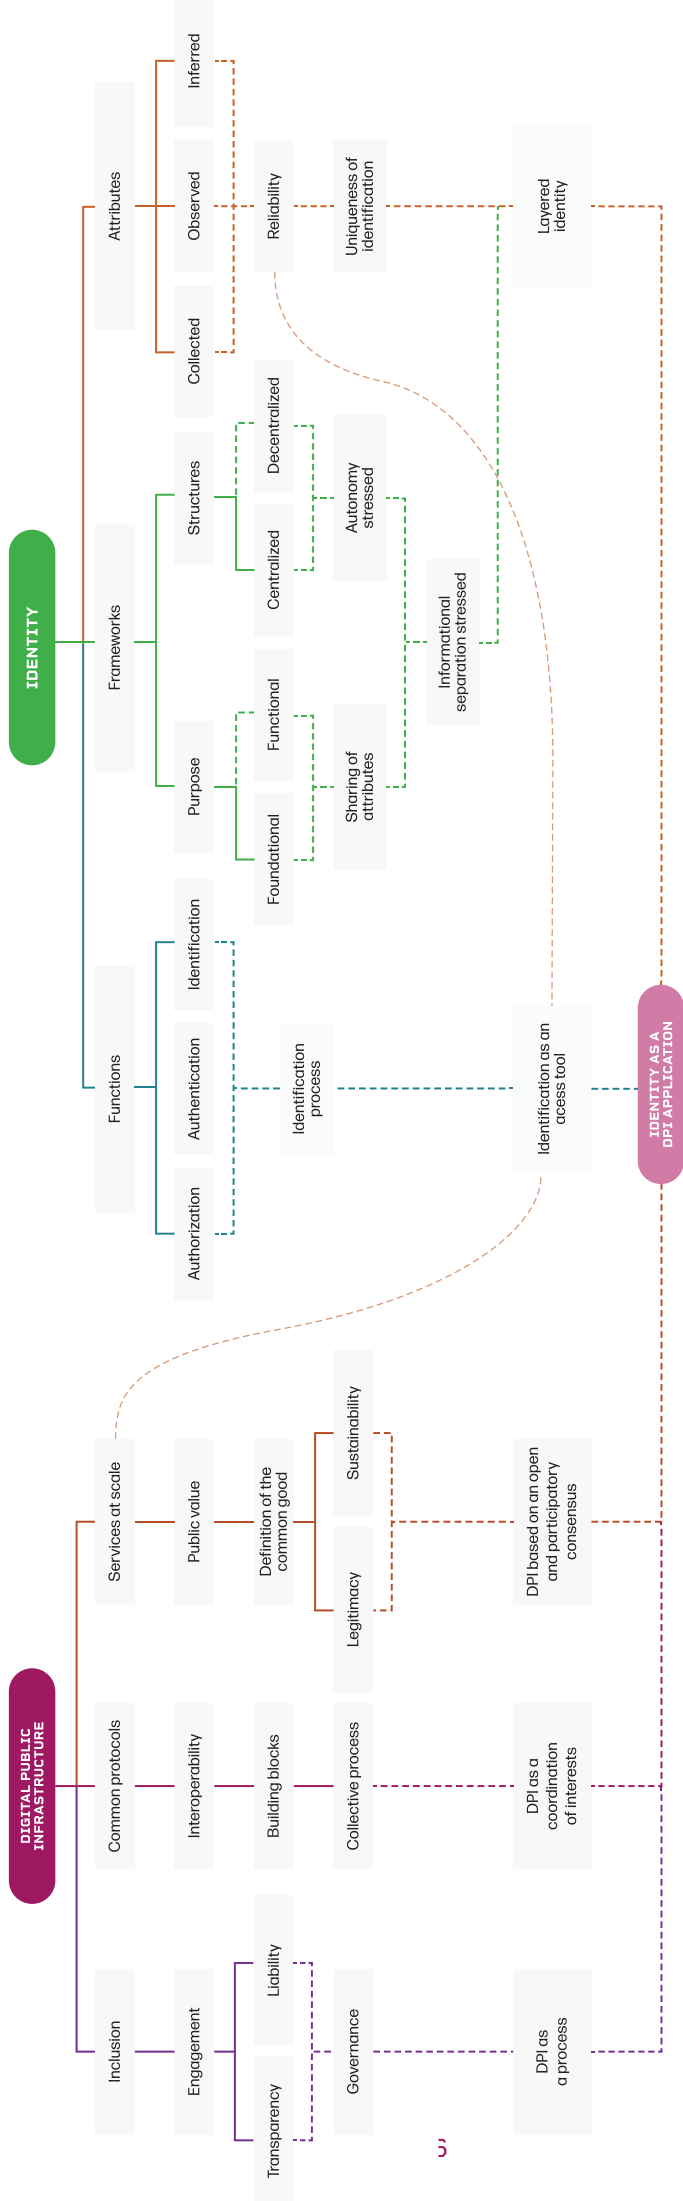 DIGITAL PUBLIC
INFRASTRUCTURE
IDENTITY
Inclusion
Common protocols
Services at scale
Functions
Frameworks
Attributes
Engagement
Interoperability
Public value
Authorization
Authentication
Identification
Purpose
Structures
Collected
Observed
Inferred
Transparency
Liability
Building blocks
Definition of the
common good
Identification
process
Foundational
Functional
Centralized
Decentralized
Reliability
Governance
Collective process
Legitimacy
Sustainability
Sharing of
attributes
Autonomy
stressed
Uniqueness of
identification
Informational
separation stressed
DPI as
a process
DPI as a
coordination
of interests
DPI based on an open
and participatory
consensus
Identification as an
acess tool
Layered
identity
IDENTITY AS A
DPI APPLICATION